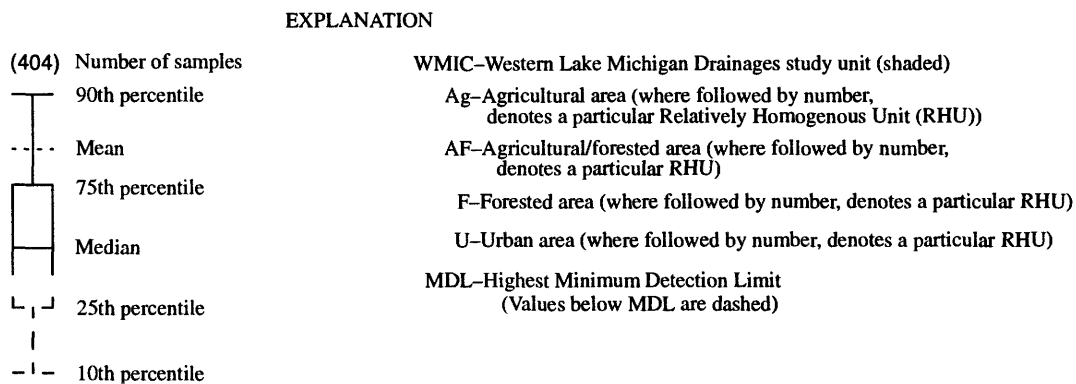 EXPLANATION
(404) Number of samples
90th percentile
Mean
75th percentile
Median
25th percentile
10th percentile
WMIC–Western Lake Michigan Drainages study unit (shaded)
Ag–Agricultural area (where followed by number,
denotes a particular Relatively Homogenous Unit (RHU))
AF–Agricultural/forested area (where followed by number,
denotes a particular RHU)
F–Forested area (where followed by number, denotes a particular RHU)
U–Urban area (where followed by number, denotes a particular RHU)
MDL–Highest Minimum Detection Limit
(Values below MDL are dashed)